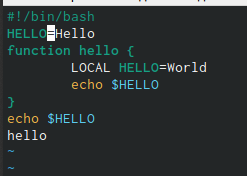 #!/bin/bash
HELLO=Hello
function hello {
        LOCAL HELLO=World
        echo $HELLO
}
echo $HELLO
hello
~
~